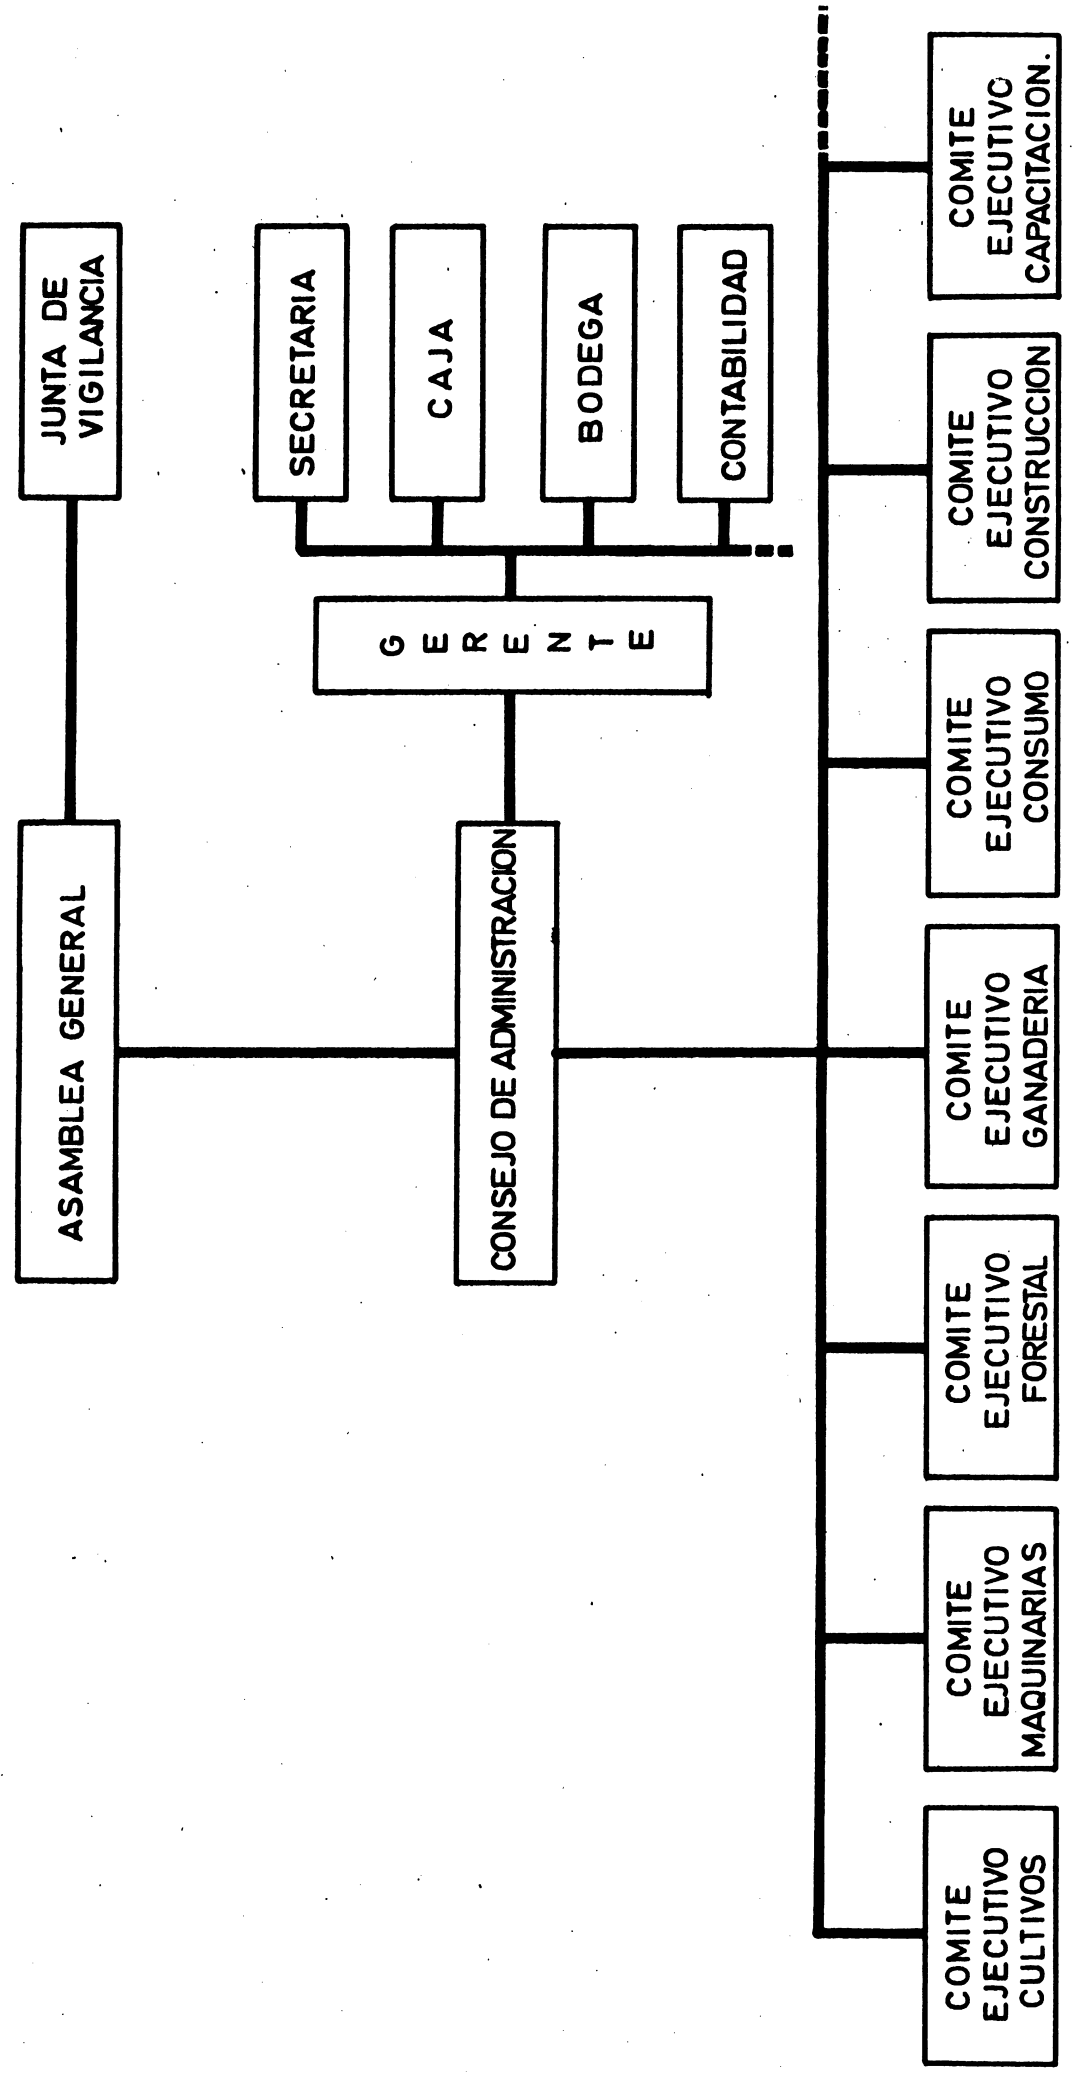 ASAMBLEA GENERAL
JUNTA DE
VIGILANCIA
SECRETARIA
CAJA
BODEGA
CONTABILIDAD
GERENTE
CONSEJO DE ADMINISTRACION
COMITE
EJECUTIVO
CULTIVOS
COMITE
EJECUTIVO
MAQUINARIAS
COMITE
EJECUTIVO
FORESTAL
COMITE
EJECUTIVO
GANADERIA
COMITE
EJECUTIVO
CONSUMO
COMITE
EJECUTIVO
CONSTRUCCION
COMITE
EJECUTIVO
CAPACITACION.